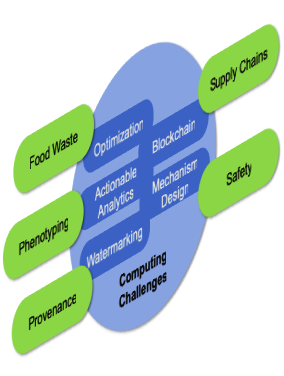 Supply Chains
Food Waste
Optimization
Blockchain
Actionable
Analytics
Mechanism
Design
Safety
Phenotyping
Watermarking
Provenance
Computing
Challenges